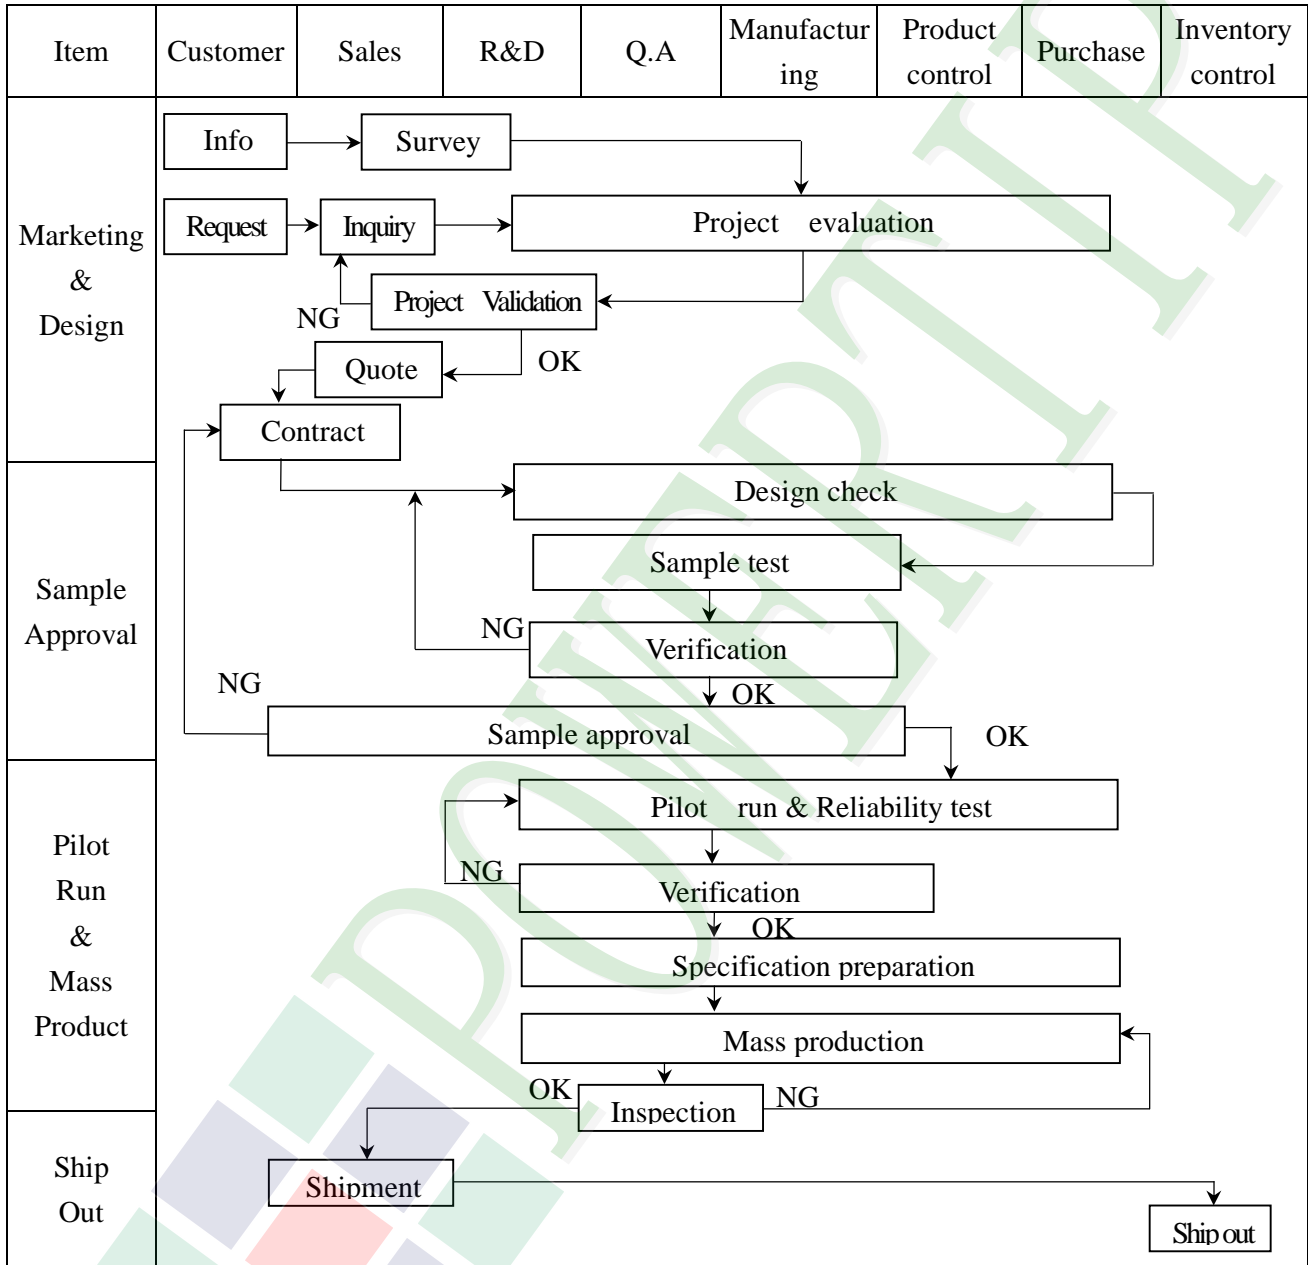 Item
Customer
Sales
R&D
Q.A
Manufactur
ing
Product
control
Purchase
Inventory
control
Marketing
&
Design
Info
Survey
Request
Inquiry
Project evaluation
Project Validation
NG
OK
Quote
Contract
Sample
Approval
Design check
Sample test
NG
Verification
NG
OK
Sample approval
OK
Pilot
Run
&
Mass
Product
Pilot run & Reliability test
NG
Verification
OK
Specification preparation
Mass production
OK
Inspection
NG
Ship
Out
Shipment
Ship out
POWERTIP